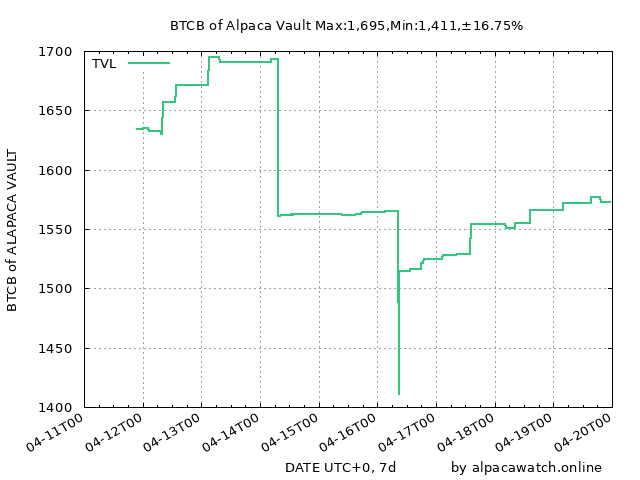 BTCB of Alpaca Vault Max:1,695,Min:1,411,±16.75%
TVL
BTCB of ALAPACA VAULT
1700
1650
1600
1550
1500
1450
1400
04-11T00
04-12T00
04-13T00
04-14T00
04-15T00
04-16T00
04-17T00
04-18T00
04-19T00
04-20T00
DATE UTC+0, 7d
by alpacawatch.online